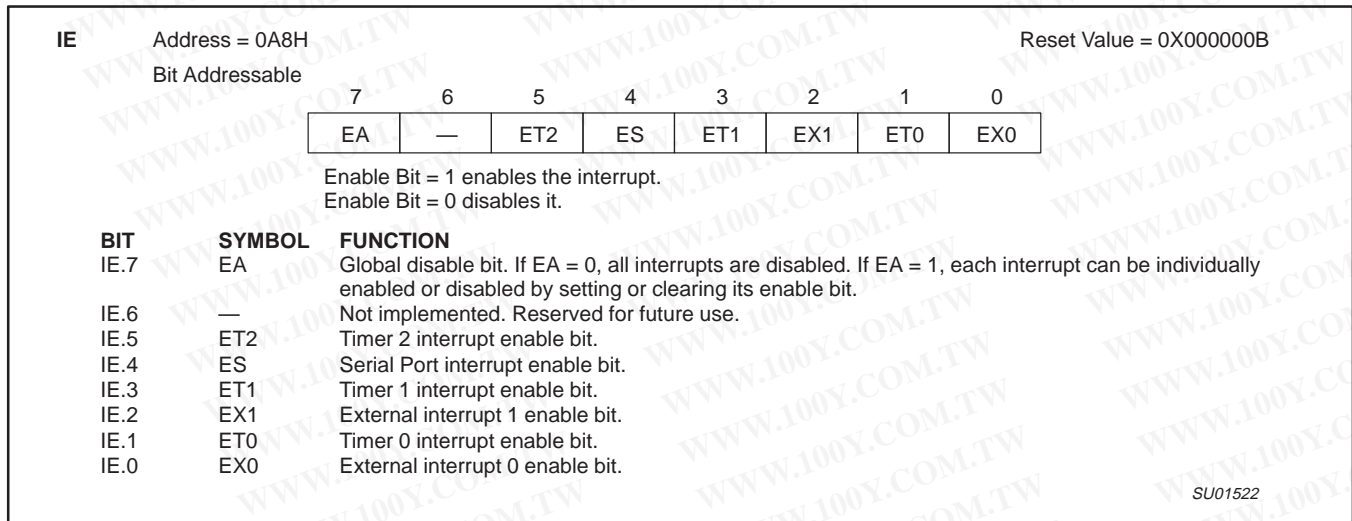 IE Address = 0A8H Reset Value = 0X000000B
Bit Addressable
7 6 5 4 3 2 1 0
EA — ET2 ES ET1 EX1 ET0 EX0
Enable Bit = 1 enables the interrupt.
Enable Bit = 0 disables it.
BIT SYMBOL FUNCTION
IE.7 EA Global disable bit. If EA = 0, all interrupts are disabled. If EA = 1, each interrupt can be individually
enabled or disabled by setting or clearing its enable bit.
IE.6 — Not implemented. Reserved for future use.
IE.5 ET2 Timer 2 interrupt enable bit.
IE.4 ES Serial Port interrupt enable bit.
IE.3 ET1 Timer 1 interrupt enable bit.
IE.2 EX1 External interrupt 1 enable bit.
IE.1 ET0 Timer 0 interrupt enable bit.
IE.0 EX0 External interrupt 0 enable bit.
SU01522
WWW.100Y.COM.TW